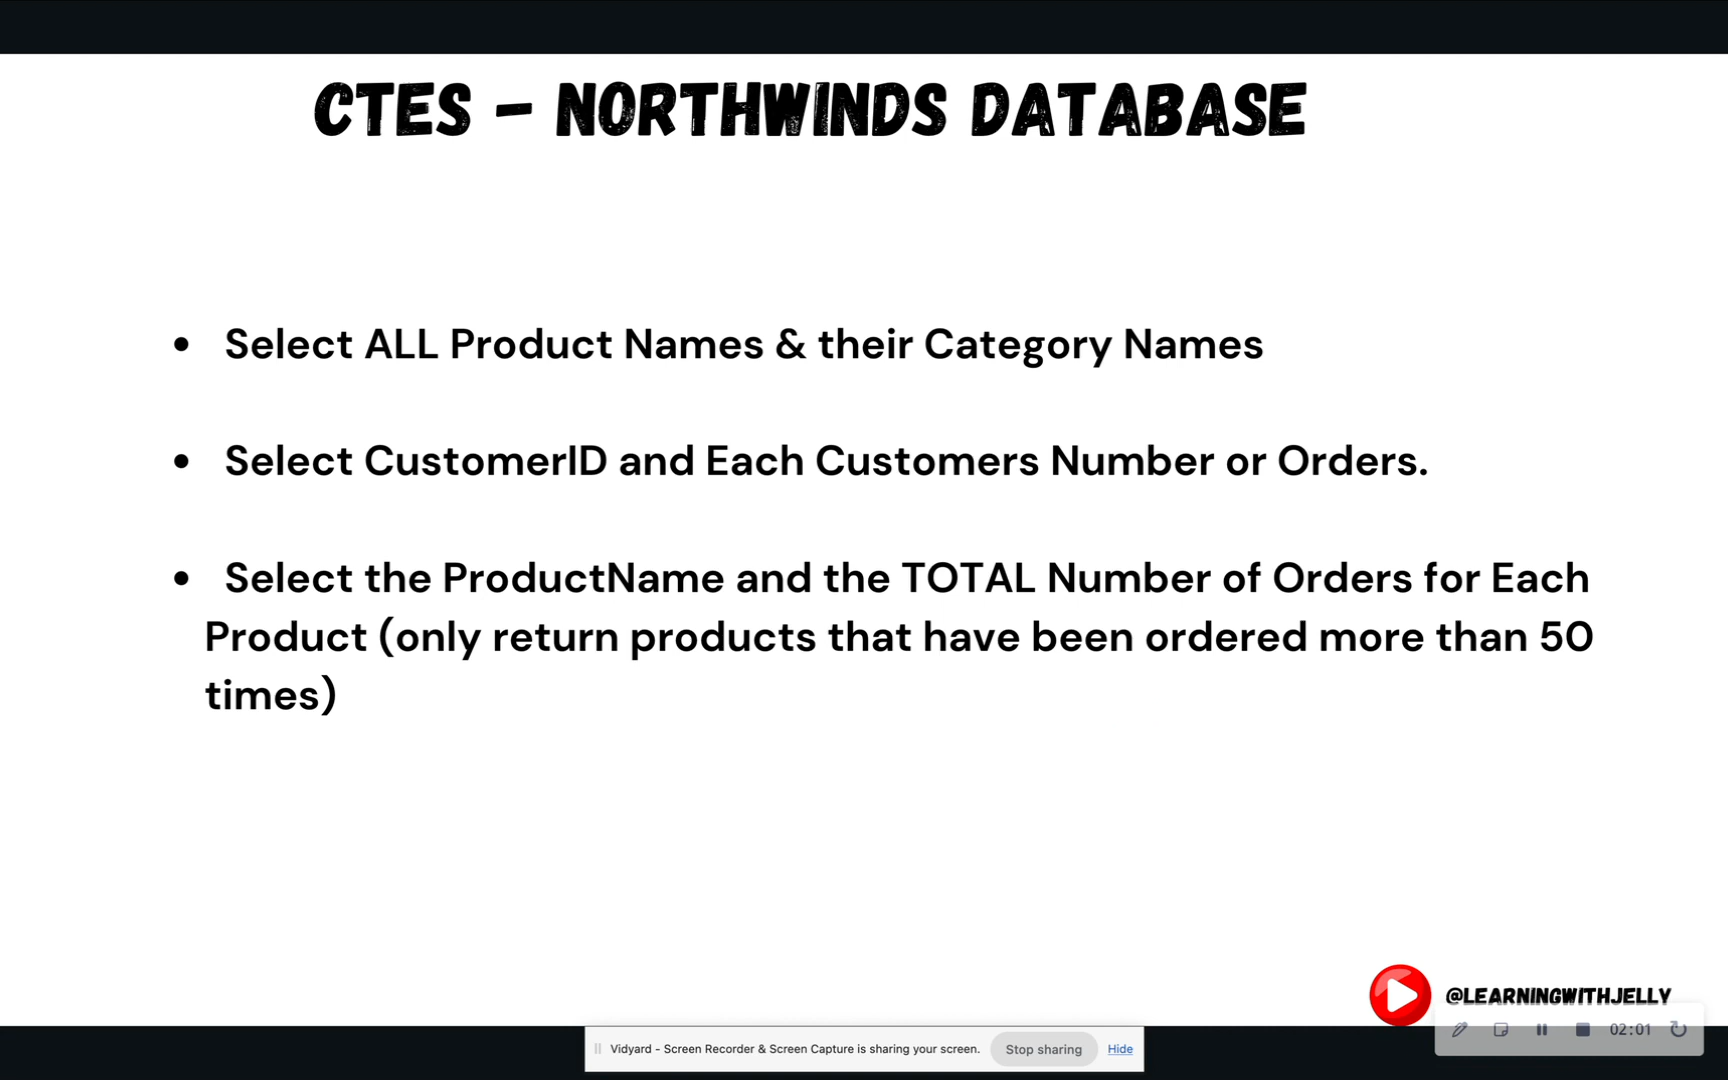 CTES - NORTHWINDS DATABASE
• Select ALL Product Names & their Category Names
• Select CustomerID and Each Customers Number or Orders.
• Select the ProductName and the TOTAL Number of Orders for Each
Product (only return products that have been ordered more than 50
times)
@LEARNINGWITHJELLY
02:01
Vidyard - Screen Recorder & Screen Capture is sharing your screen. Stop sharing Hide